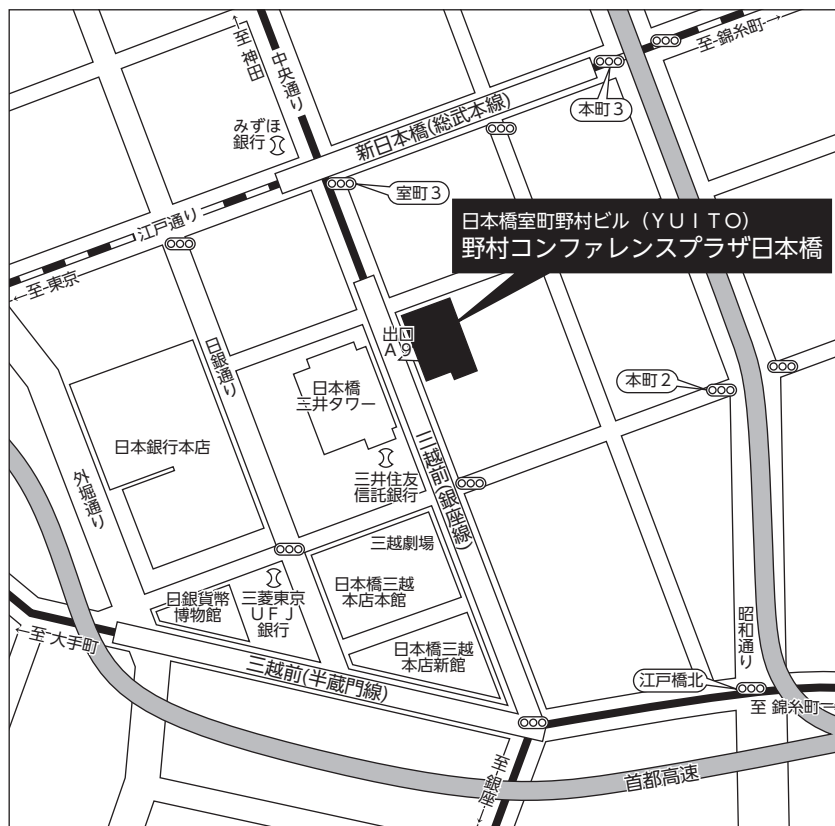 ←至 神田
中央通り
至 錦糸町→
本町3
みずほ
銀行
新日本橋(総武本線)
室町3
江戸通り
←至 東京
日本橋室町野村ビル(YUITO)
野村コンファレンスプラザ日本橋
出口
A9
日銀通り
日本橋
三井タワー
本町2
日本銀行本店
外堀通り
三井住友
信託銀行
三越前(銀座線)
三越劇場
日本橋三越
本店本館
日銀貨幣
博物館
三菱東京
UFJ
銀行
日本橋三越
本店新館
昭和通り
←至 大手町
三越前(半蔵門線)
江戸橋北
至 錦糸町→
至 銀座→
首都高速